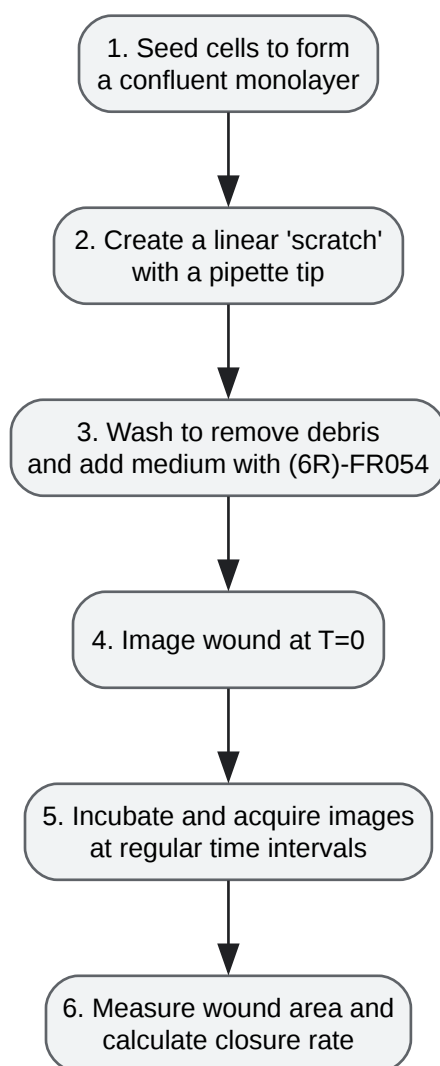 1. Seed cells to form
a confluent monolayer
2. Create a linear 'scratch'
with a pipette tip
3. Wash to remove debris
and add medium with (6R)-FR054
4. Image wound at T=0
5. Incubate and acquire images
at regular time intervals
6. Measure wound area and
calculate closure rate